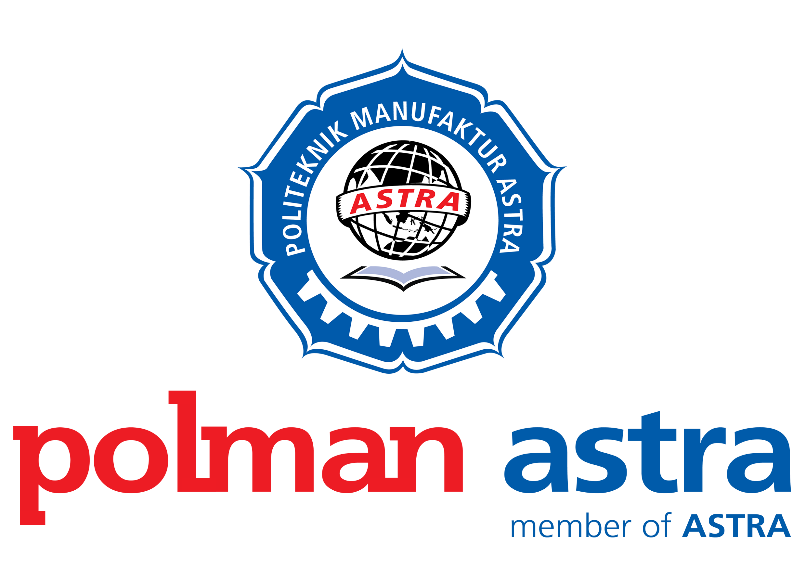 POLITEKNIK MANUFAKTUR ASTRA
ASTRA
polman astra
member of ASTRA